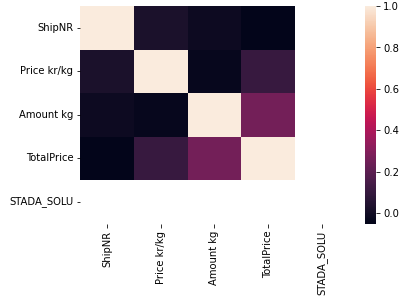 ShipNR
Price kr/kg
Amount kg
TotalPrice
STADA_SOLU
ShipNR
Price kr/kg
Amount kg
TotalPrice
STADA_SOLU
1.0
0.8
0.6
0.4
0.2
0.0